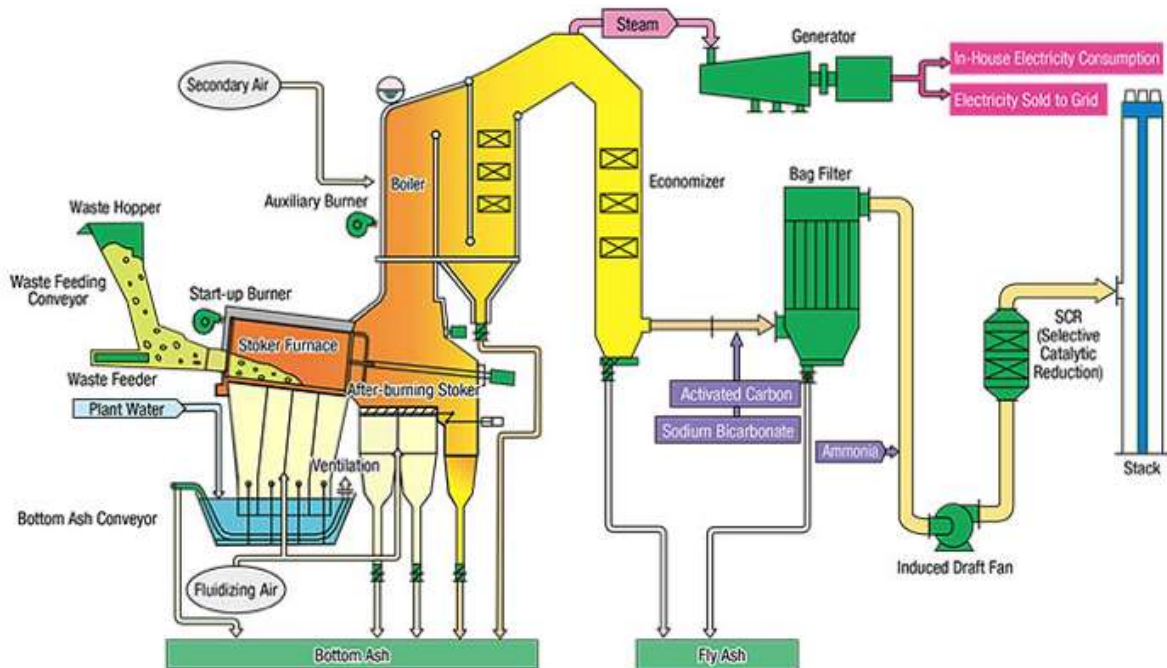 Steam
Generator
In-House Electricity Consumption
Electricity Sold to Grid
Secondary Air
Boiler
Economizer
Bag Filter
Auxiliary Burner
Waste Hopper
Waste Feeding
Conveyor
Start-up Burner
Stoker Furnace
Waste Feeder
After-burning Stoker
Plant Water
Ventilation
Bottom Ash Conveyor
Fluidizing Air
Activated Carbon
Sodium Bicarbonate
Ammonia
SCR
(Selective
Catalytic
Reduction)
Stack
Induced Draft Fan
Bottom Ash
Fly Ash